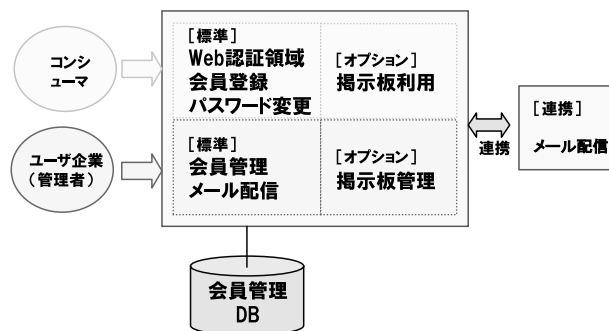 コンシ
ューマ
[標準]
Web認証領域
会員登録
パスワード変更
[オプション]
掲示板利用
ユーザ企業
(管理者)
[標準]
会員管理
メール配信
[オプション]
掲示板管理
連携
[連携]
メール配信
会員管理
DB